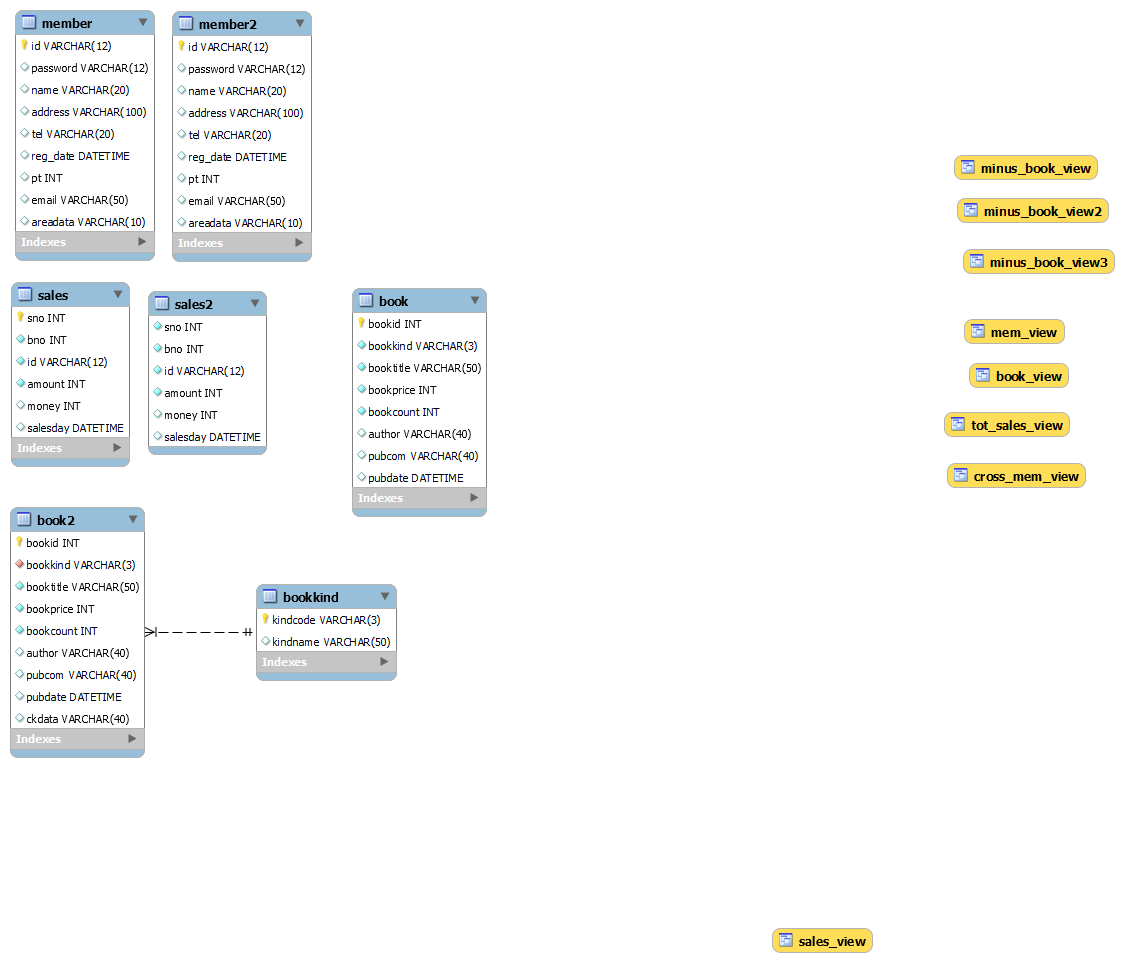 member
id VARCHAR(12)
password VARCHAR(12)
name VARCHAR(20)
address VARCHAR(100)
tel VARCHAR(20)
reg_date DATETIME
pt INT
email VARCHAR(50)
areadata VARCHAR(10)
Indexes
member2
id VARCHAR(12)
password VARCHAR(12)
name VARCHAR(20)
address VARCHAR(100)
tel VARCHAR(20)
reg_date DATETIME
pt INT
email VARCHAR(50)
areadata VARCHAR(10)
Indexes
sales
sno INT
bno INT
id VARCHAR(12)
amount INT
money INT
salesday DATETIME
Indexes
sales2
sno INT
bno INT
id VARCHAR(12)
amount INT
money INT
salesday DATETIME
book
bookid INT
bookkind VARCHAR(3)
booktitle VARCHAR(50)
bookprice INT
bookcount INT
author VARCHAR(40)
pubcom VARCHAR(40)
pubdate DATETIME
Indexes
book2
bookid INT
bookkind VARCHAR(3)
booktitle VARCHAR(50)
bookprice INT
bookcount INT
author VARCHAR(40)
pubcom VARCHAR(40)
pubdate DATETIME
ckdata VARCHAR(40)
Indexes
bookkind
kindcode VARCHAR(3)
kindname VARCHAR(50)
Indexes
minus_book_view
minus_book_view2
minus_book_view3
mem_view
book_view
tot_sales_view
cross_mem_view
sales_view